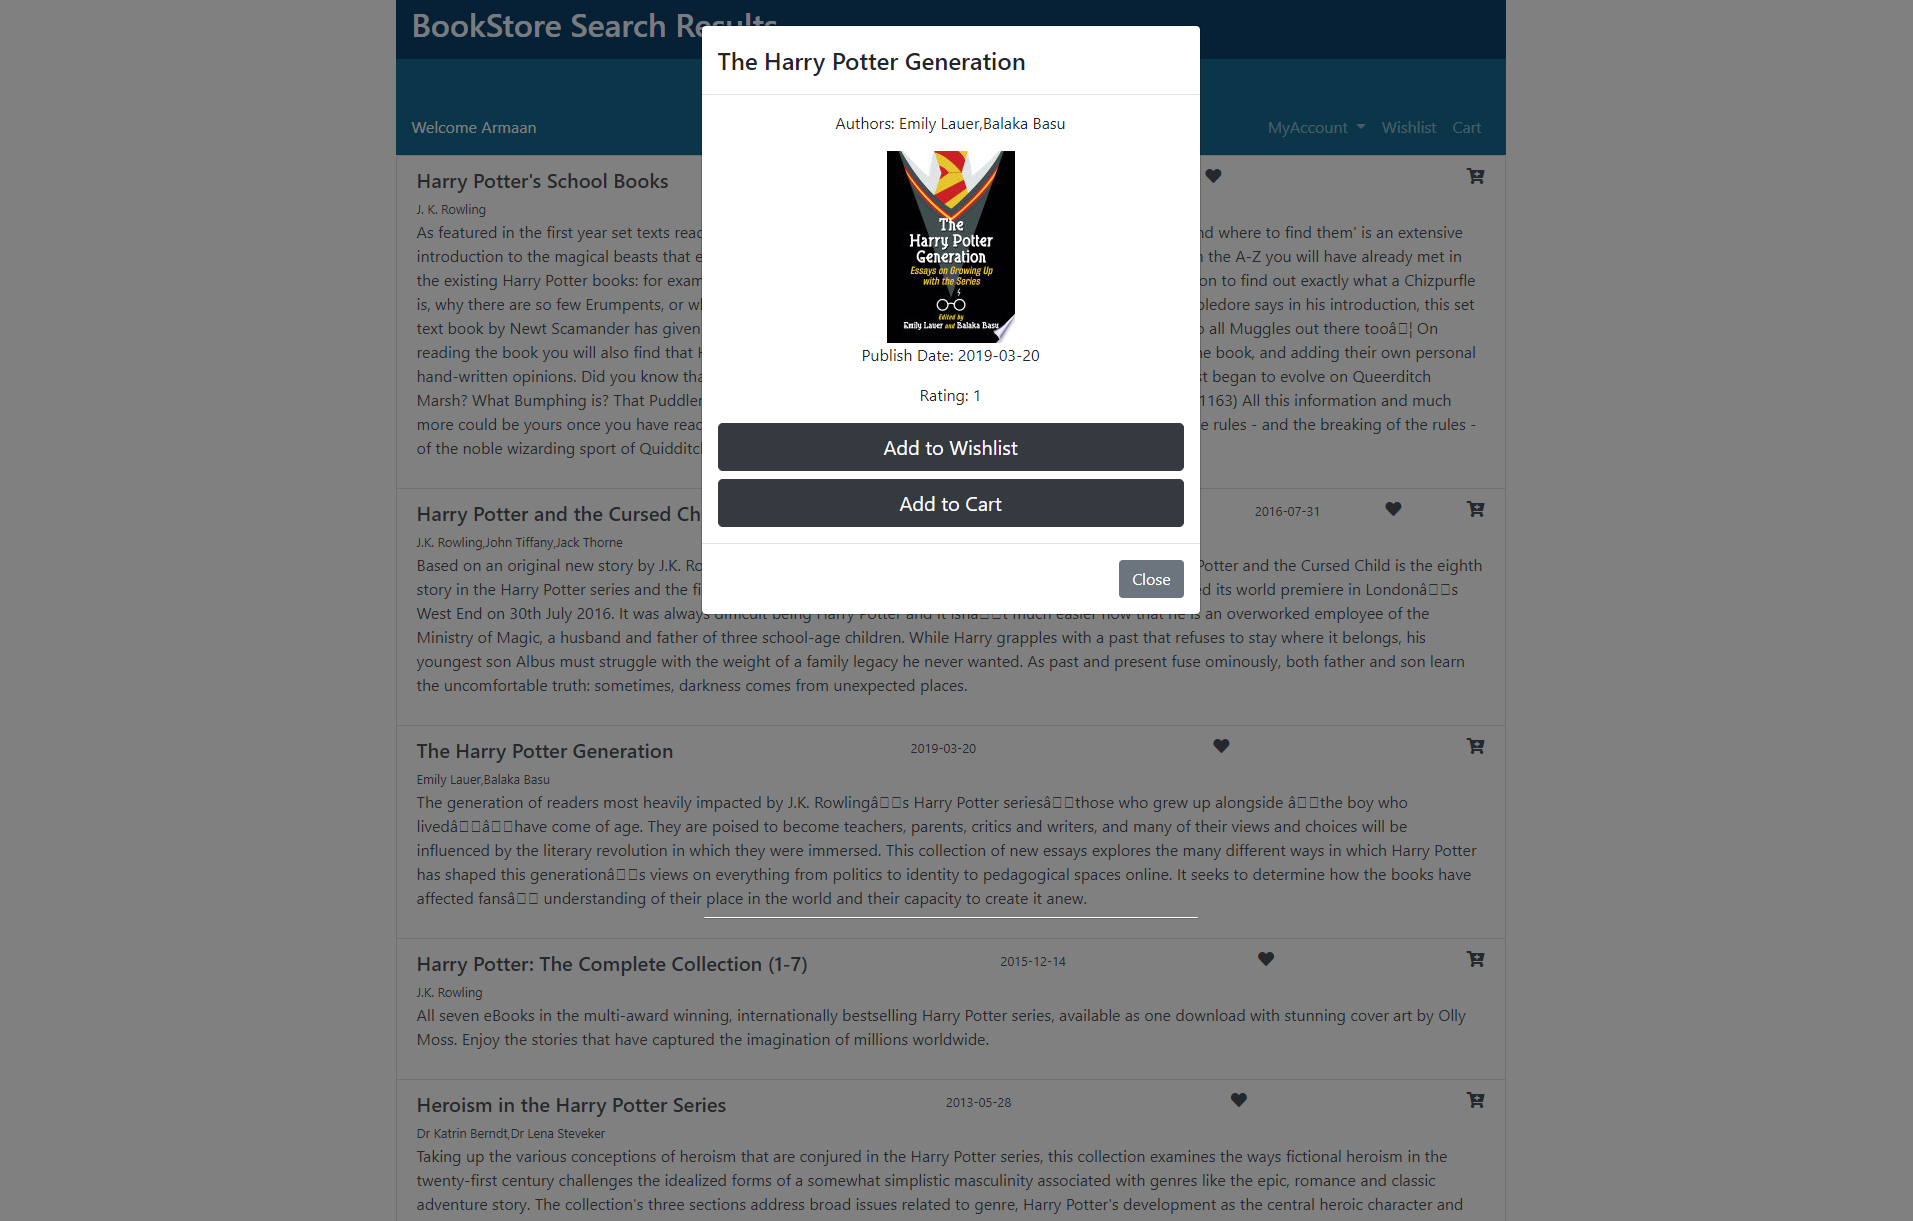 BookStore Search Results
Welcome Armaan
MyAccount
Wishlist
Cart
The Harry Potter Generation
Authors: Emily Lauer,Balaka Basu
The
Harry Potter
Generation
Essays on Growing Up
with the Series
Edited by
Emily Lauer and Balaka Basu
Publish Date: 2019-03-20
Rating: 1
Add to Wishlist
Add to Cart
Close
Harry Potter's School Books
J. K. Rowling
As featured in the first year set texts
nd where to find them' is an extensive
introduction to the magical beasts that
the A-Z you will have already met in
the existing Harry Potter books: for
on to find out exactly what a Chizpurfle
is, why there are so few Erumpents, or
bledore says in his introduction, this set
text book by Newt Scamander has given
all Muggles out there tooâ¦ On
reading the book you will also find that
e book, and adding their own personal
hand-written opinions. Did you know
t began to evolve on Queerditch
Marsh? What Bumphing is? That
1163) All this information and much
more could be yours once you have
e rules - and the breaking of the rules -
of the noble wizarding sport of
Harry Potter and the Cursed Ch
2016-07-31
J.K. Rowling,John Tiffany,Jack Thorne
Based on an original new story by J.K.
Potter and the Cursed Child is the eighth
story in the Harry Potter series and the
d its world premiere in Londonâs
West End on 30th July 2016. It was always difficult being Harry Potter and it isnât much easier now that he is an overworked employee of the
Ministry of Magic, a husband and father of three school-age children. While Harry grapples with a past that refuses to stay where it belongs, his
youngest son Albus must struggle with the weight of a family legacy he never wanted. As past and present fuse ominously, both father and son learn
the uncomfortable truth: sometimes, darkness comes from unexpected places.
The Harry Potter Generation
2019-03-20
Emily Lauer,Balaka Basu
The generation of readers most heavily impacted by J.K. Rowlingâs Harry Potter seriesâthose who grew up alongside âthe boy who
livedââhave come of age. They are poised to become teachers, parents, critics and writers, and many of their views and choices will be
influenced by the literary revolution in which they were immersed. This collection of new essays explores the many different ways in which Harry Potter
has shaped this generationâs views on everything from politics to identity to pedagogical spaces online. It seeks to determine how the books have
affected fansâ understanding of their place in the world and their capacity to create it anew.
Harry Potter: The Complete Collection (1-7)
2015-12-14
J.K. Rowling
All seven eBooks in the multi-award winning, internationally bestselling Harry Potter series, available as one download with stunning cover art by Olly
Moss. Enjoy the stories that have captured the imagination of millions worldwide.
Heroism in the Harry Potter Series
2013-05-28
Dr Katrin Berndt,Dr Lena Steveker
Taking up the various conceptions of heroism that are conjured in the Harry Potter series, this collection examines the ways fictional heroism in the
twenty-first century challenges the idealized forms of a somewhat simplistic masculinity associated with genres like the epic, romance and classic
adventure story. The collection's three sections address broad issues related to genre, Harry Potter's development as the central heroic character and